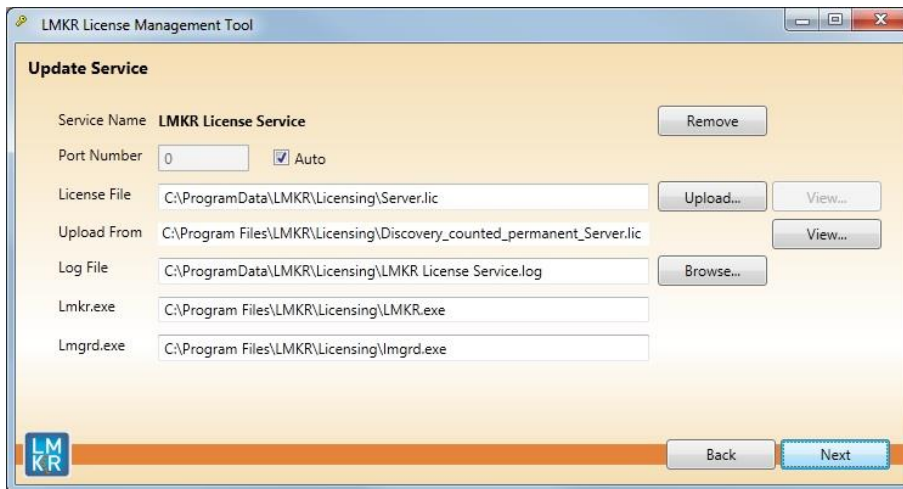 LMKR License Management Tool
Update Service
Service Name LMKR License Service Remove
Port Number 0 Auto
License File C:\ProgramData\LMKR\Licensing\Server.lic Upload... View...
Upload From C:\Program Files\LMKR\Licensing\Discovery_counted_permanent_Server.lic View...
Log File C:\ProgramData\LMKR\Licensing\LMKR License Service.log Browse...
Lmkr.exe C:\Program Files\LMKR\Licensing\LMKR.exe
Lmgrd.exe C:\Program Files\LMKR\Licensing\lmgrd.exe
LM
KR
Back Next